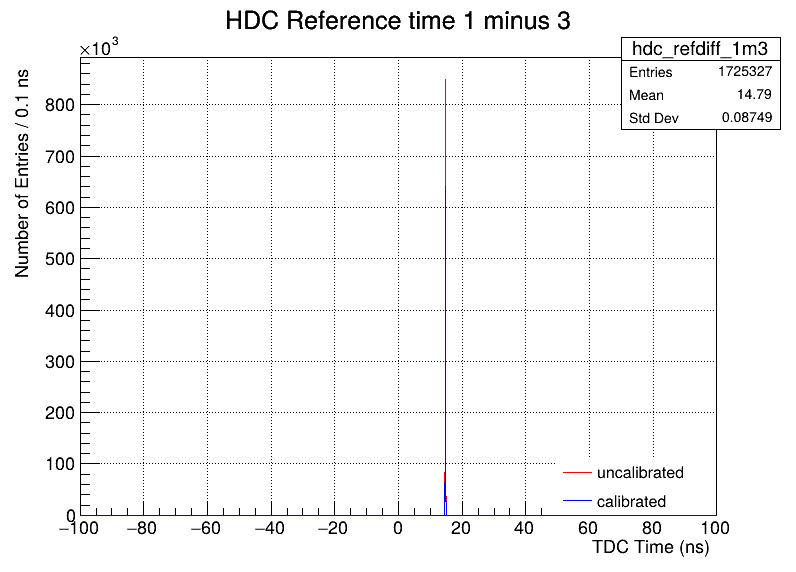 HDC Reference time 1 minus 3
×10³
hdc_refdiff_1m3
Entries 1725327
Mean 14.79
Std Dev 0.08749
Number of Entries / 0.1 ns
800
700
600
500
400
300
200
100
0
uncalibrated
calibrated
−100 −80 −60 −40 −20 0 20 40 60 80 100
TDC Time (ns)